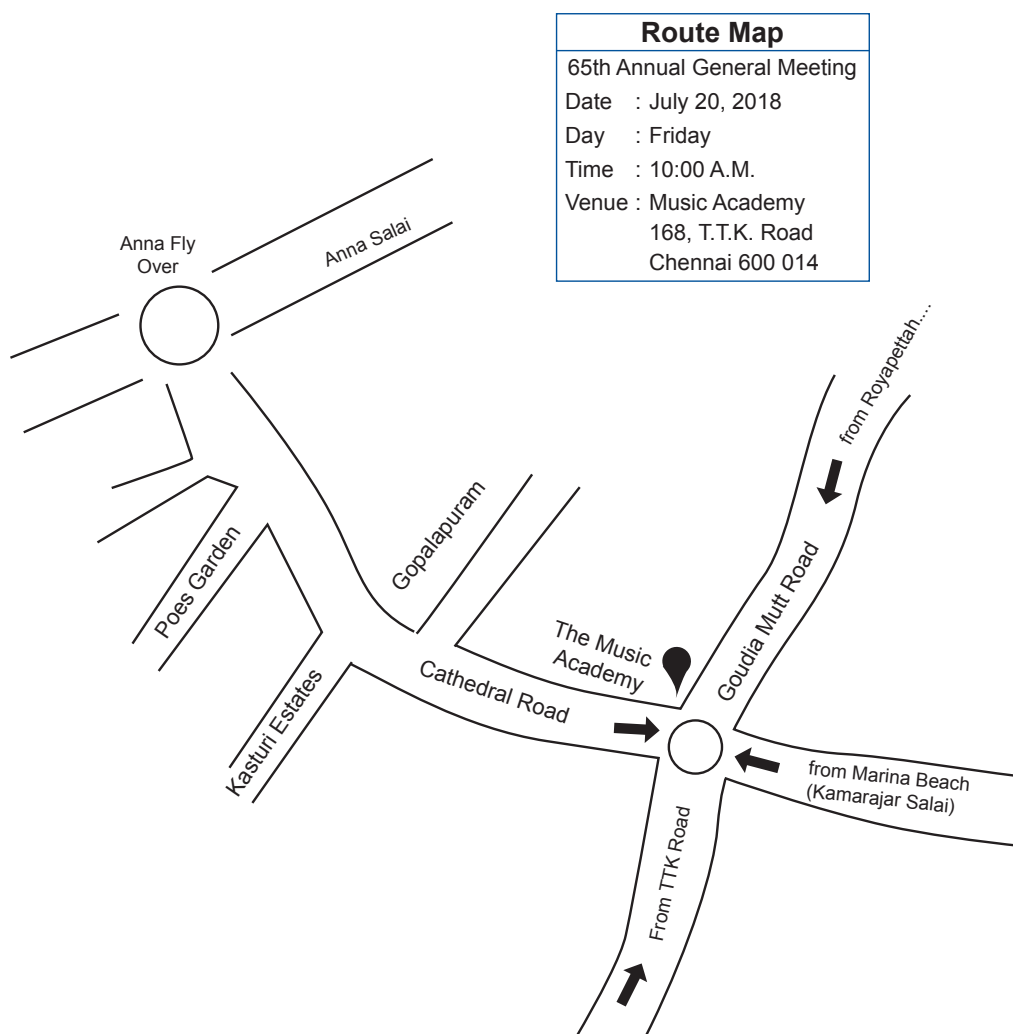 Route Map
65th Annual General Meeting
Date : July 20, 2018
Day : Friday
Time : 10:00 A.M.
Venue : Music Academy
168, T.T.K. Road
Chennai 600 014
Anna Fly
Over
Anna Salai
from Royapettah....
Poes Garden
Gopalapuram
Kasturi Estates
Cathedral Road
The Music
Academy
Goudia Mutt Road
from Marina Beach
(Kamarajar Salai)
From TTK Road